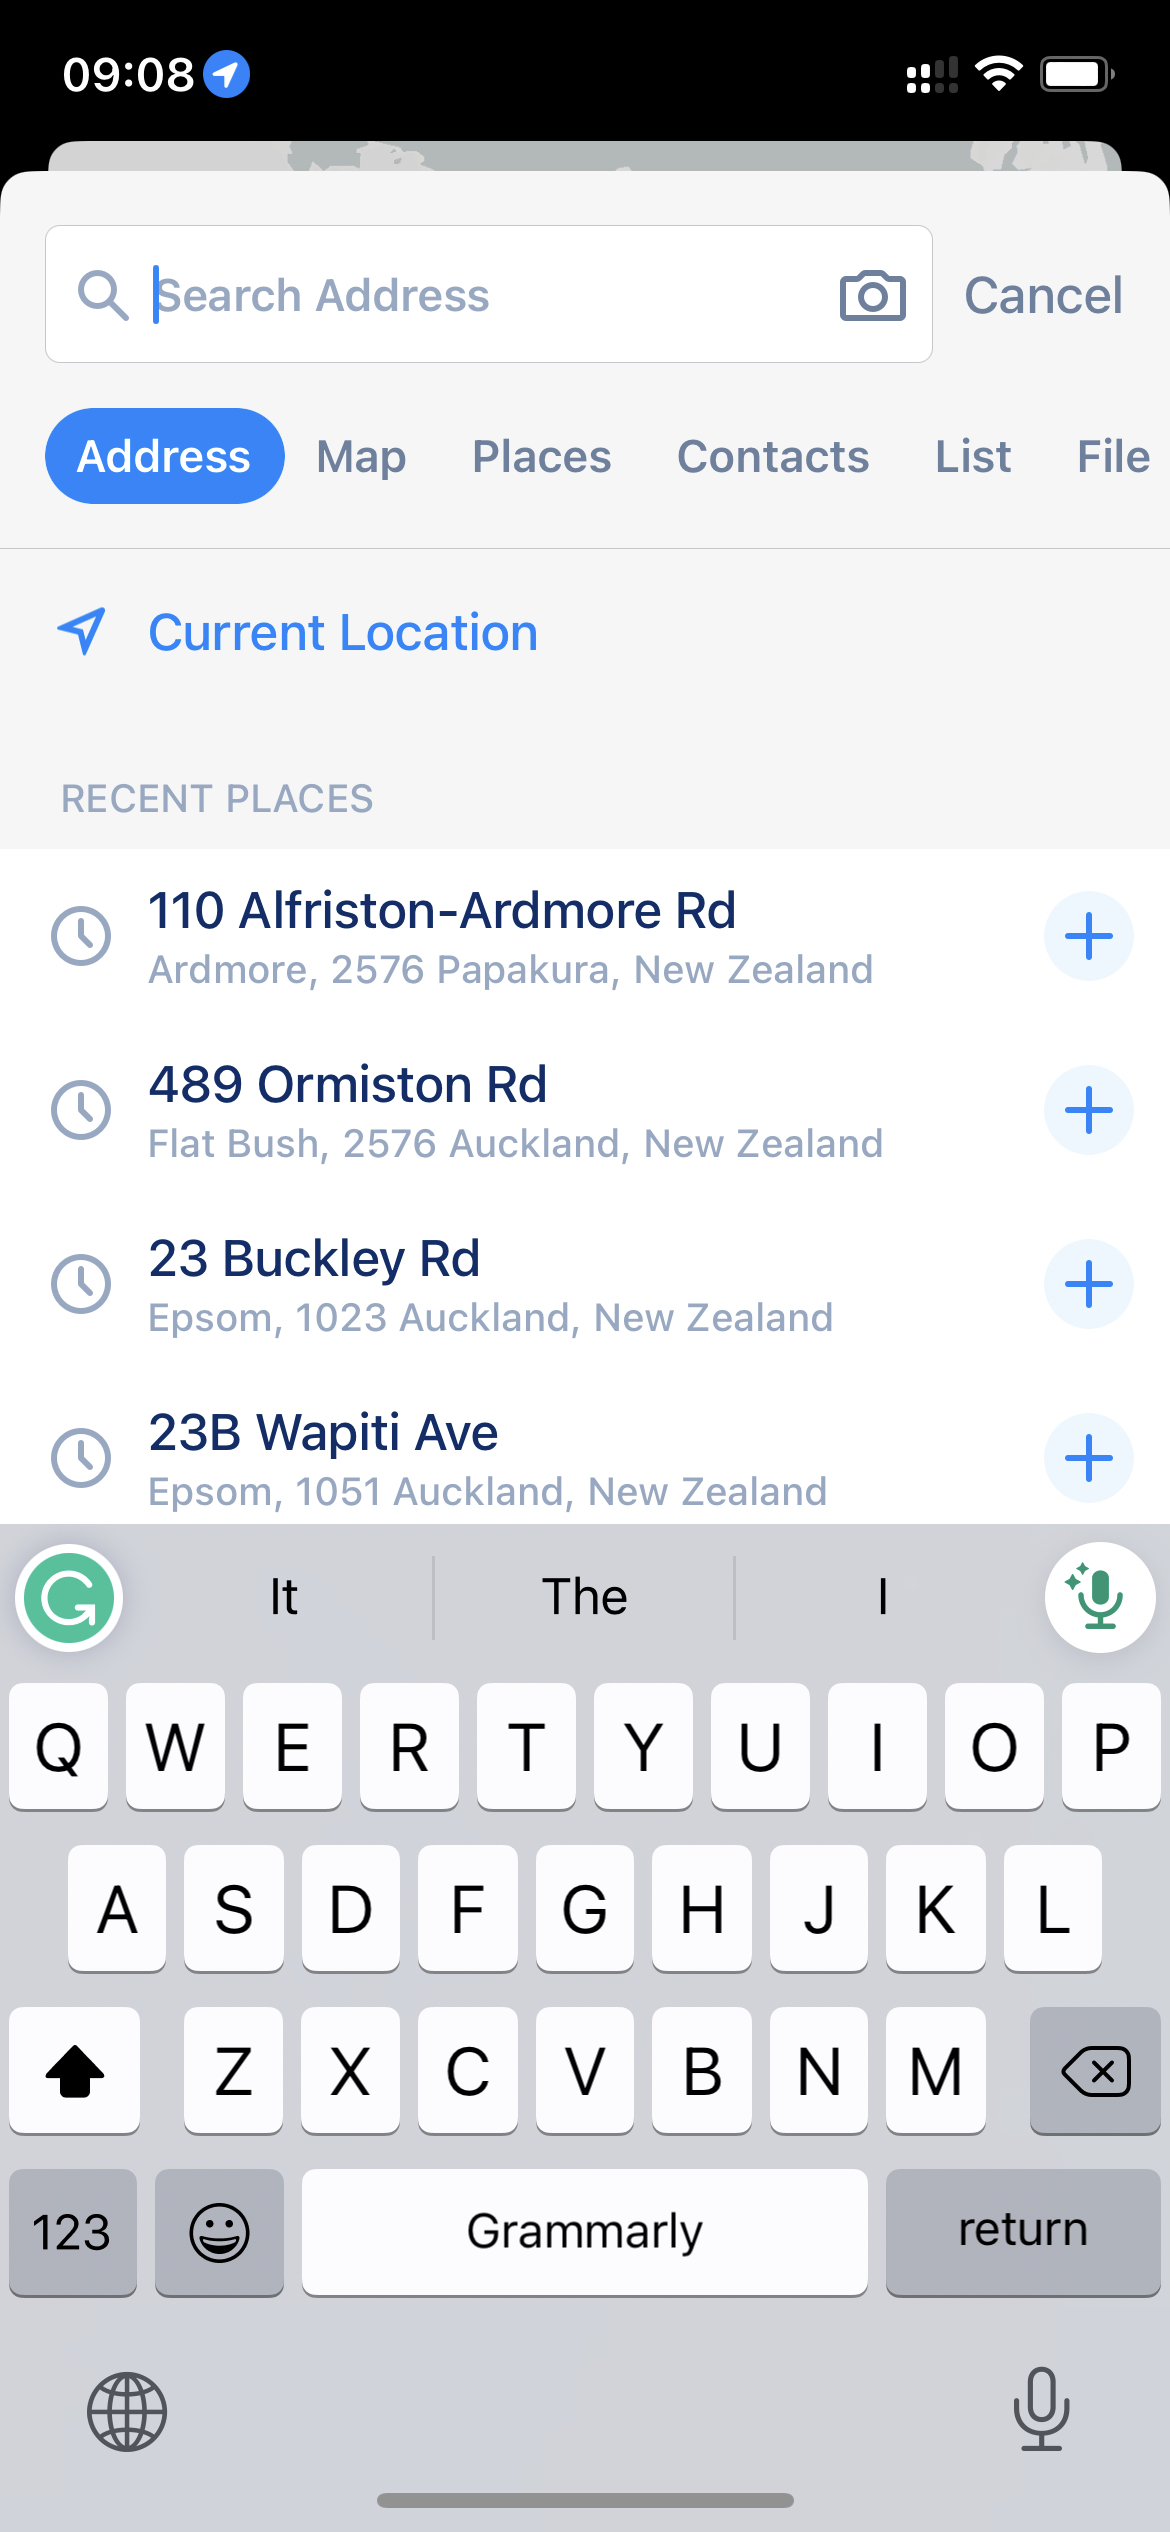 09:08
Search Address
Cancel
Address Map Places Contacts List File
Current Location
RECENT PLACES
110 Alfriston-Ardmore Rd
Ardmore, 2576 Papakura, New Zealand
489 Ormiston Rd
Flat Bush, 2576 Auckland, New Zealand
23 Buckley Rd
Epsom, 1023 Auckland, New Zealand
23B Wapiti Ave
Epsom, 1051 Auckland, New Zealand
It The I
Q W E R T Y U I O P
A S D F G H J K L
Z X C V B N M
123 Grammarly return